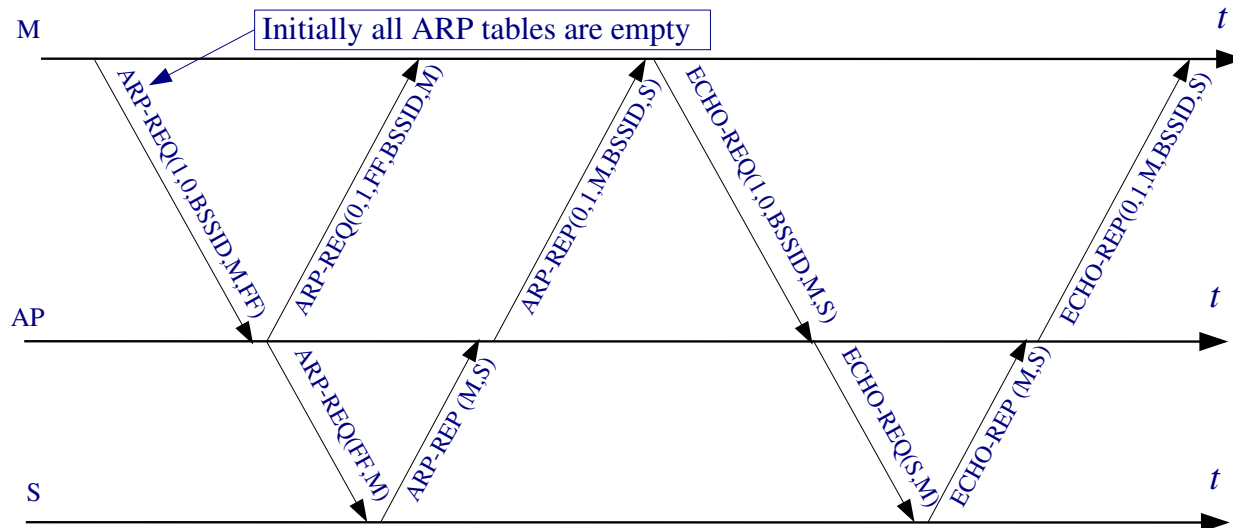 M
Initially all ARP tables are empty
t
ARP-REQ(1,0,BSSID,M,FF)
ARP-REQ(0,1,FF,BSSID,M)
ARP-REP(0,1,M,BSSID,S)
ECHO-REQ(1,0,BSSID,M,S)
ECHO-REP(0,1,M,BSSID,S)
AP
t
ARP-REQ(FF,M)
ARP-REP (M,S)
ECHO-REQ(S,M)
ECHO-REP (M,S)
S
t